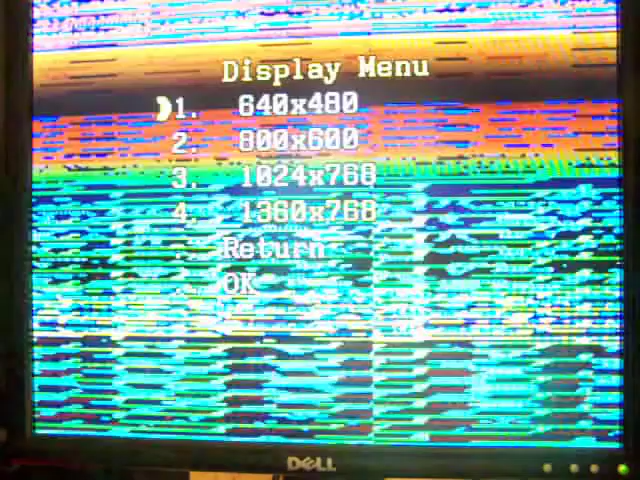 Display Menu
1. 640x480
2. 800x600
3. 1024x768
4. 1360x768
Return
OK
DELL